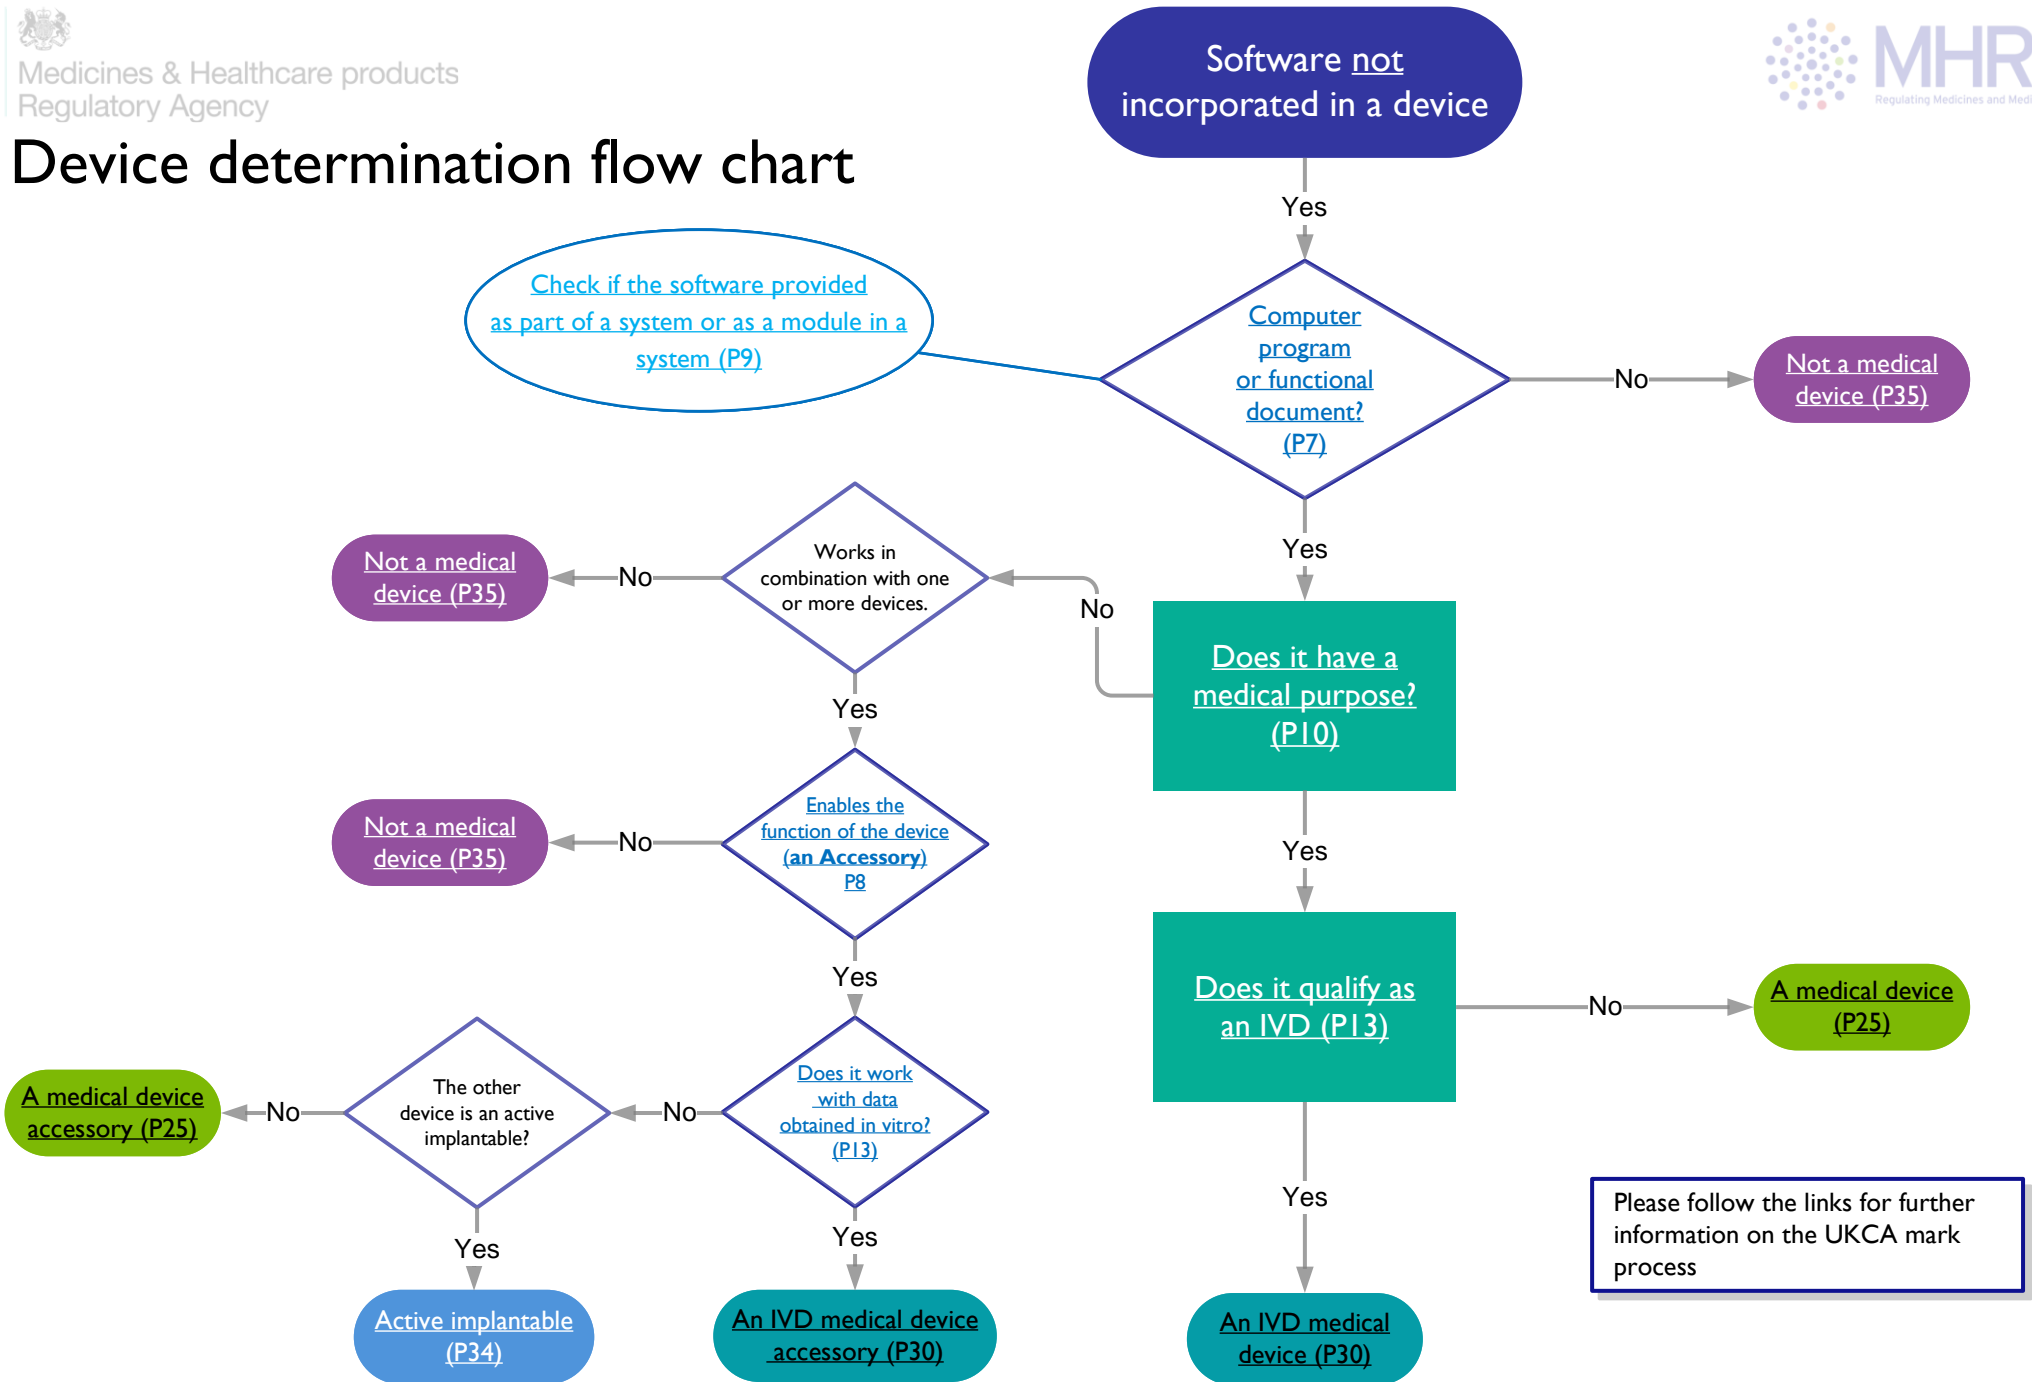 Medicines & Healthcare products
Regulatory Agency
MHR
Regulating Medicines and Medi
Device determination flow chart
Software not
incorporated in a device
Yes
Check if the software provided
as part of a system or as a module in a
system (P9)
Computer
program
or functional
document?
(P7)
No
Not a medical
device (P35)
Yes
Not a medical
device (P35)
No
Works in
combination with one
or more devices.
No
Does it have a
medical purpose?
(P10)
Yes
Not a medical
device (P35)
No
Enables the
function of the device
(an Accessory)
P8
Yes
Yes
Does it qualify as
an IVD (P13)
No
A medical device
(P25)
A medical device
accessory (P25)
No
The other
device is an active
implantable?
No
Does it work
with data
obtained in vitro?
(P13)
Yes
Yes
Yes
Please follow the links for further
information on the UKCA mark
process
Active implantable
(P34)
An IVD medical device
accessory (P30)
An IVD medical
device (P30)